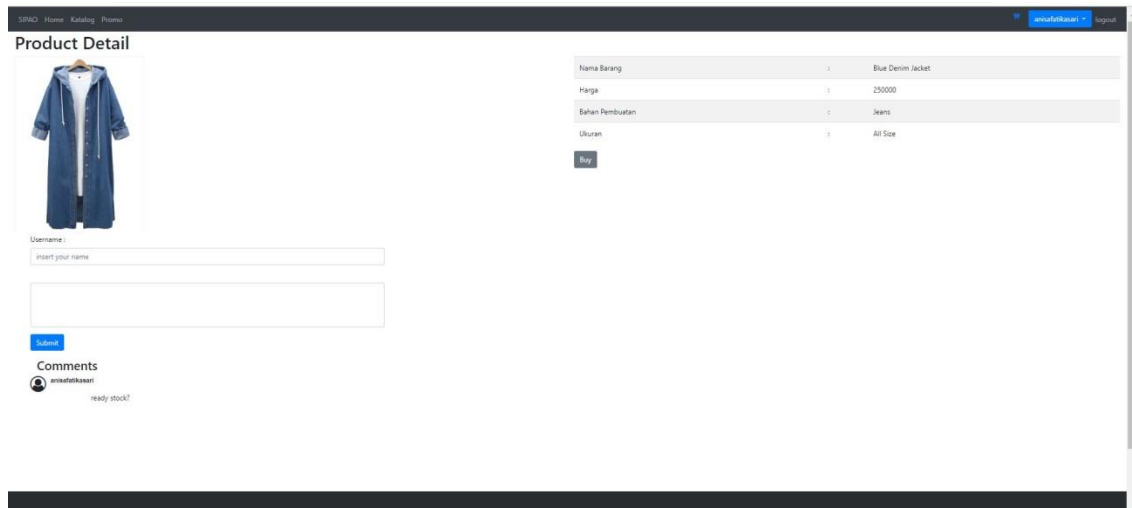 SIPAO Home Katalog Promo anisafatikasari logout
Product Detail
Nama Barang : Blue Denim Jacket
Harga : 250000
Bahan Pembuatan : Jeans
Ukuran : All Size
Buy
Username :
insert your name
Submit
Comments
anisafatikasari
ready stock?